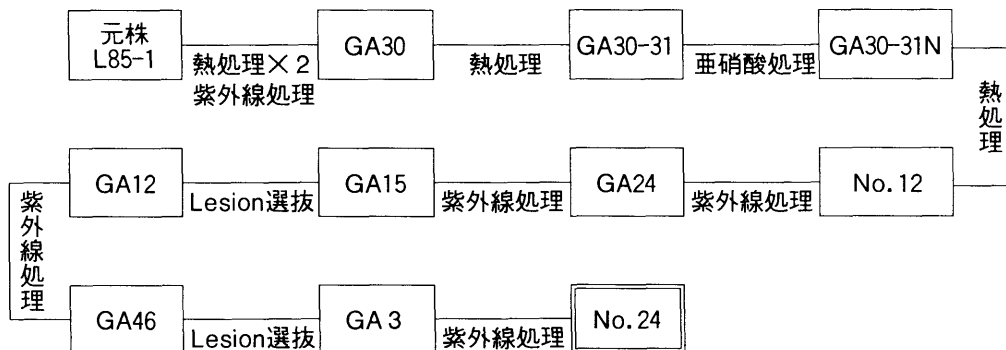 元株
L85-1
熱処理×2
紫外線処理
GA30
熱処理
GA30-31
亜硝酸処理
GA30-31N
熱処理
No.12
紫外線処理
GA24
紫外線処理
GA15
Lesion選抜
GA12
紫外線処理
GA46
Lesion選抜
GA3
紫外線処理
No.24